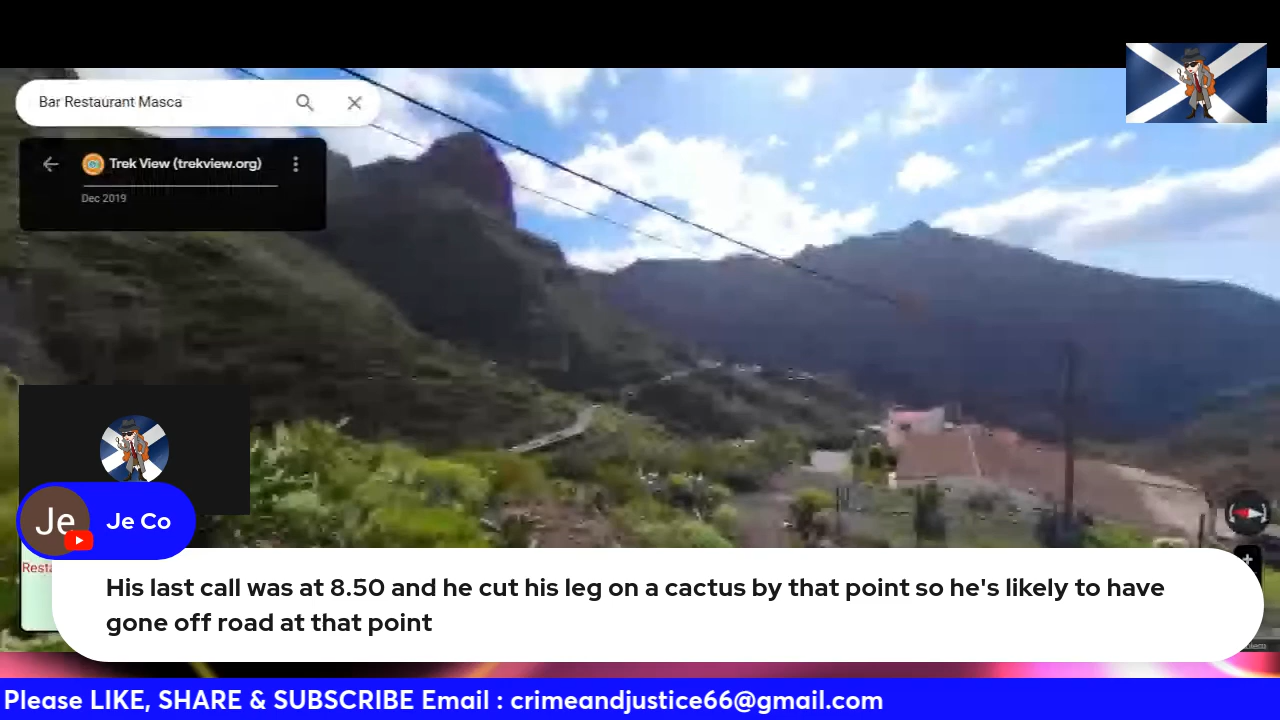 Bar Restaurant Masca
Trek View (trekview.org)
Dec 2019
Je
Je Co
Resta
His last call was at 8.50 and he cut his leg on a cactus by that point so he's likely to have
gone off road at that point
Please LIKE, SHARE & SUBSCRIBE Email : crimeandjustice66@gmail.com